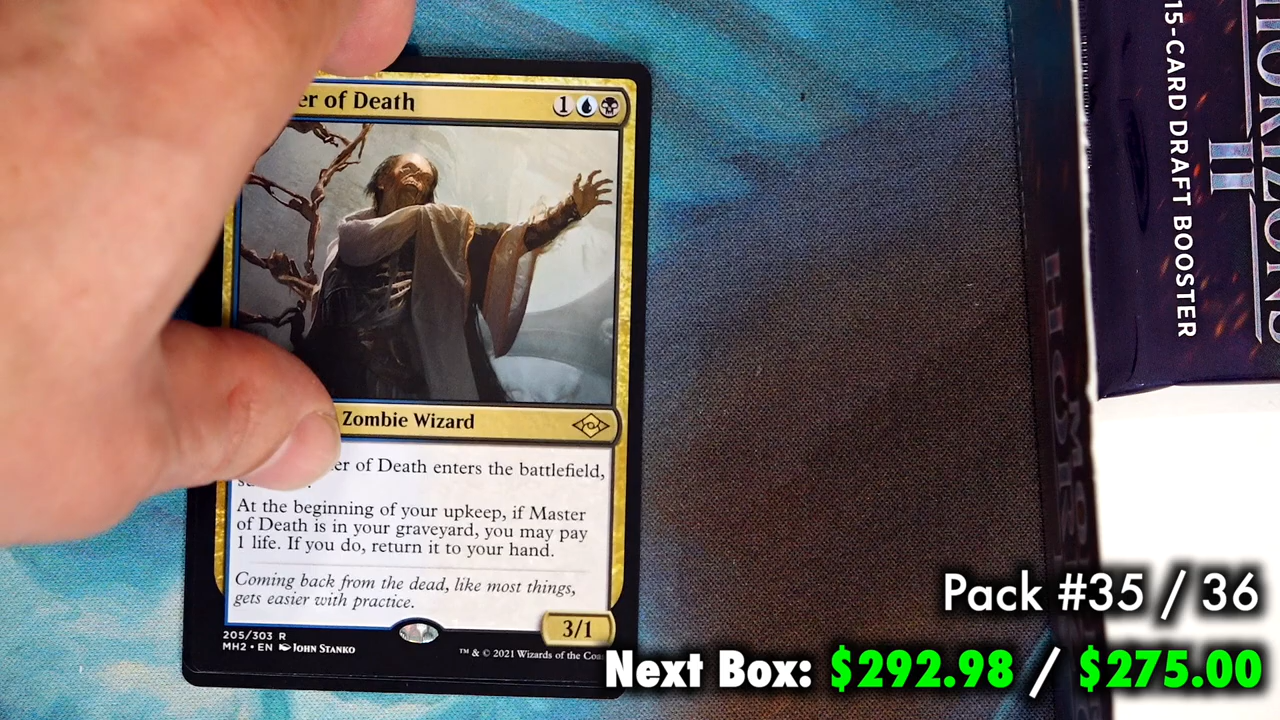 er of Death
1
Zombie Wizard
er of Death enters the battlefield,
At the beginning of your upkeep, if Master
of Death is in your graveyard, you may pay
1 life. If you do, return it to your hand.
Coming back from the dead, like most things,
gets easier with practice.
3/1
205/303 R
MH2 • EN JOHN STANKO
™ & © 2021 Wizards of the Coa
15-CARD DRAFT BOOSTER
HORIZONS
II
Pack #35 / 36
Next Box: $292.98 / $275.00